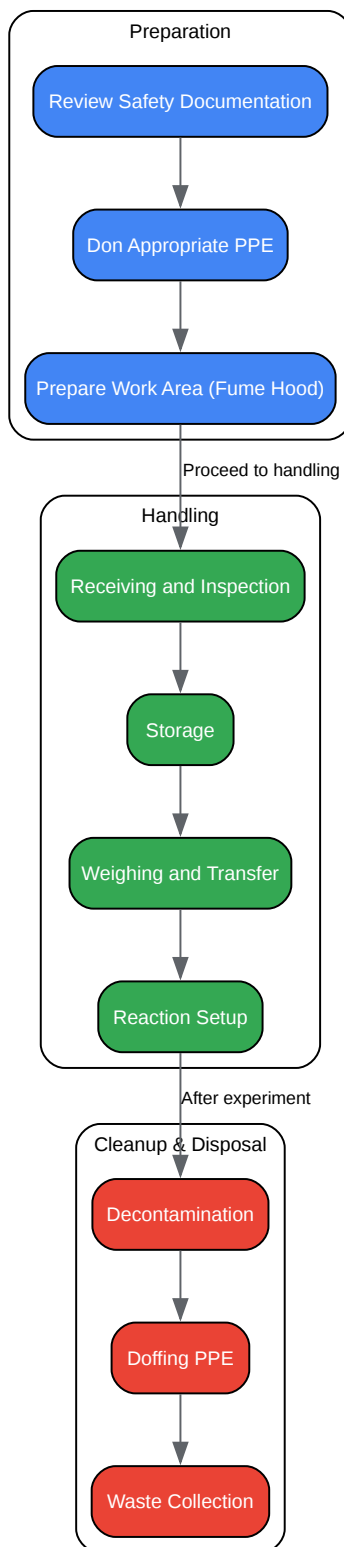 Preparation
Review Safety Documentation
Don Appropriate PPE
Prepare Work Area (Fume Hood)
Proceed to handling
Handling
Receiving and Inspection
Storage
Weighing and Transfer
Reaction Setup
After experiment
Cleanup & Disposal
Decontamination
Doffing PPE
Waste Collection